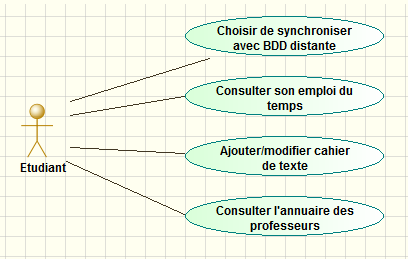 Choisir de synchroniser
avec BDD distante
Consulter son emploi du
temps
Ajouter/modifier cahier
de texte
Etudiant
Consulter l'annuaire des
professeurs